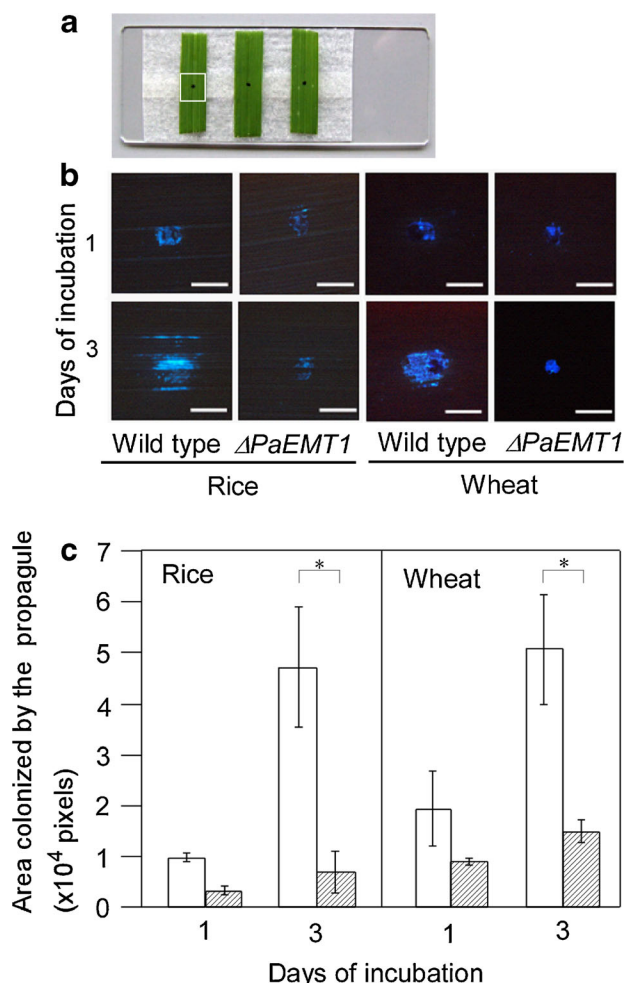 a
b
Days of incubation
1
3
Wild type ΔPaEMT1 Wild type ΔPaEMT1
Rice Wheat
c
Area colonized by the propagule
(x10⁴ pixels)
7
6
5
4
3
2
1
0
Rice
*
Wheat
*
1 3 1 3
Days of incubation